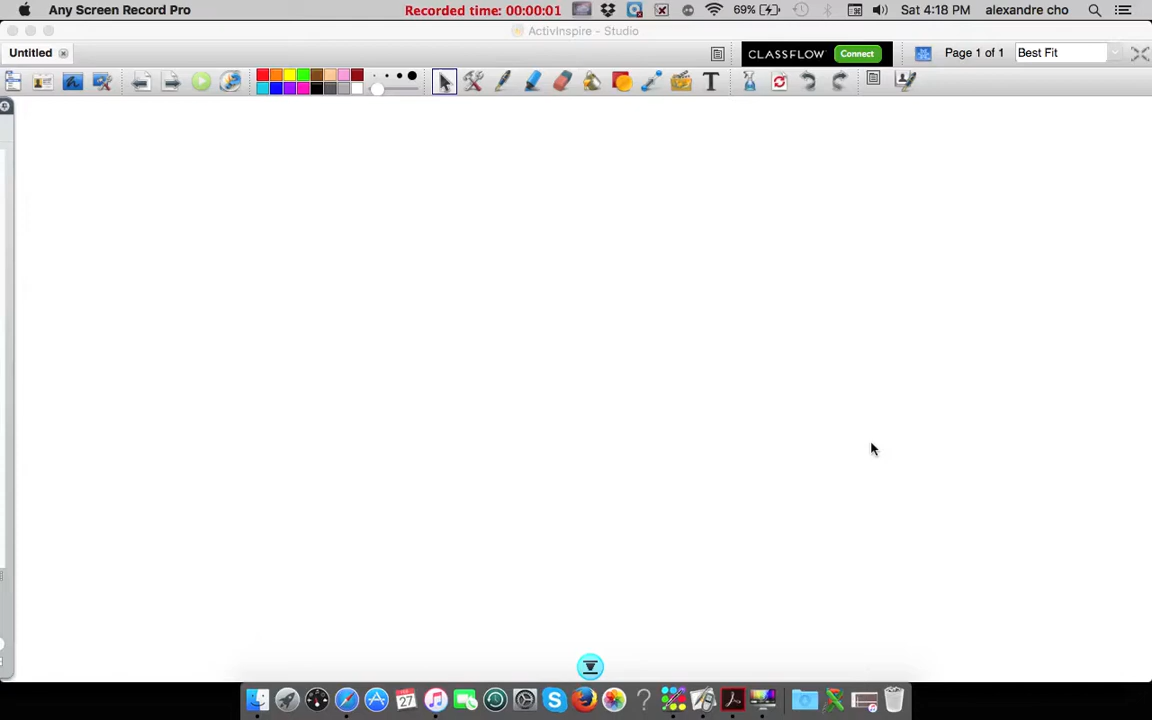 Any Screen Record Pro Recorded time: 00:00:01 69% Sat 4:18 PM alexandre cho
ActivInspire - Studio
Untitled CLASSFLOW Connect Page 1 of 1 Best Fit
T
27